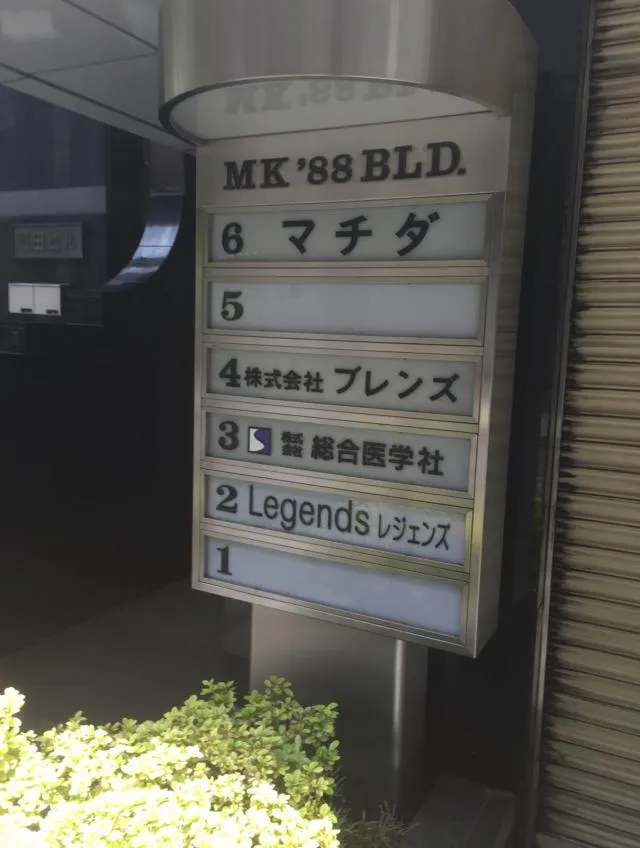 MK '88 BLD.
6 マチダ
5
4 株式会社 ブレンズ
3 S 株式会社 総合医学社
2 Legends レジェンズ
1